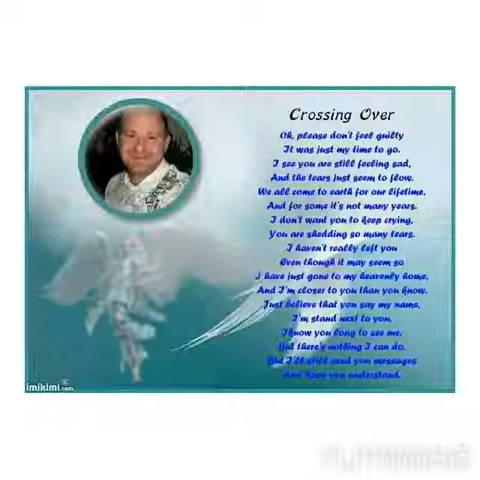 Crossing Over
Oh, please don't feel guilty
It was just my time to go.
I see you are still feeling sad,
And the tears just seem to flow.
We all come to earth for our lifetime,
And for some it's not many years.
I don't want you to keep crying,
You are shedding so many tears.
I haven't really left you
Even though it may seem so
I have just gone to my heavenly home,
And I'm closer to you than you know.
Just believe that you say my name,
I'm stand next to you,
I know you long to see me,
But there's nothing I can do.
But I'll still send you messages
And hope you understand.
imikimi.com